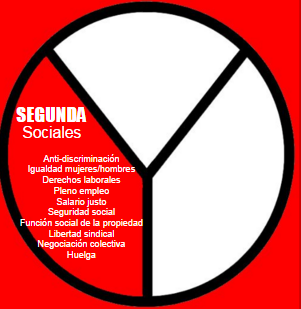 SEGUNDA
Sociales
Anti-discriminación
Igualdad mujeres/hombres
Derechos laborales
Pleno empleo
Salario justo
Seguridad social
Función social de la propiedad
Libertad sindical
Negociación colectiva
Huelga